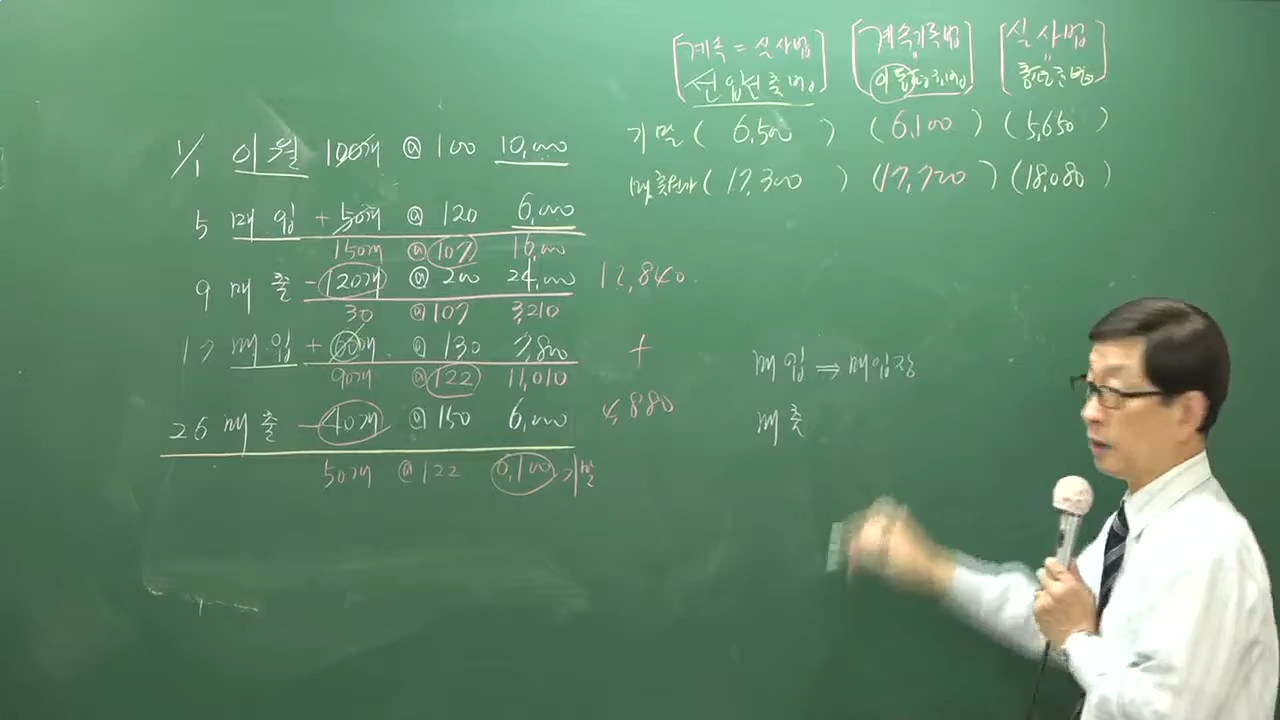 [계속 = 실사법] [계속기록법] [실사법]
[선입선출법] [이동평균법] [총평균법]
기말 ( 6,500 ) (6,100) (5,650)
매출원가 ( 17,300 ) (17,720) (18,080)
1/1 이월 100개 @ 100 10,000
5 매입 + 50개 @ 120 6,000
150개 @ 107 16,000
9 매출 - 120개 @ 200 24,000 12,840
30 @ 107 3,210
17 매입 + 60개 @ 130 7,800 +
90개 @ 122 11,010
26 매출 - 40개 @ 150 6,000 4,880
50개 @ 122 6,100 기말
매입 ⇒ 매입장
매출